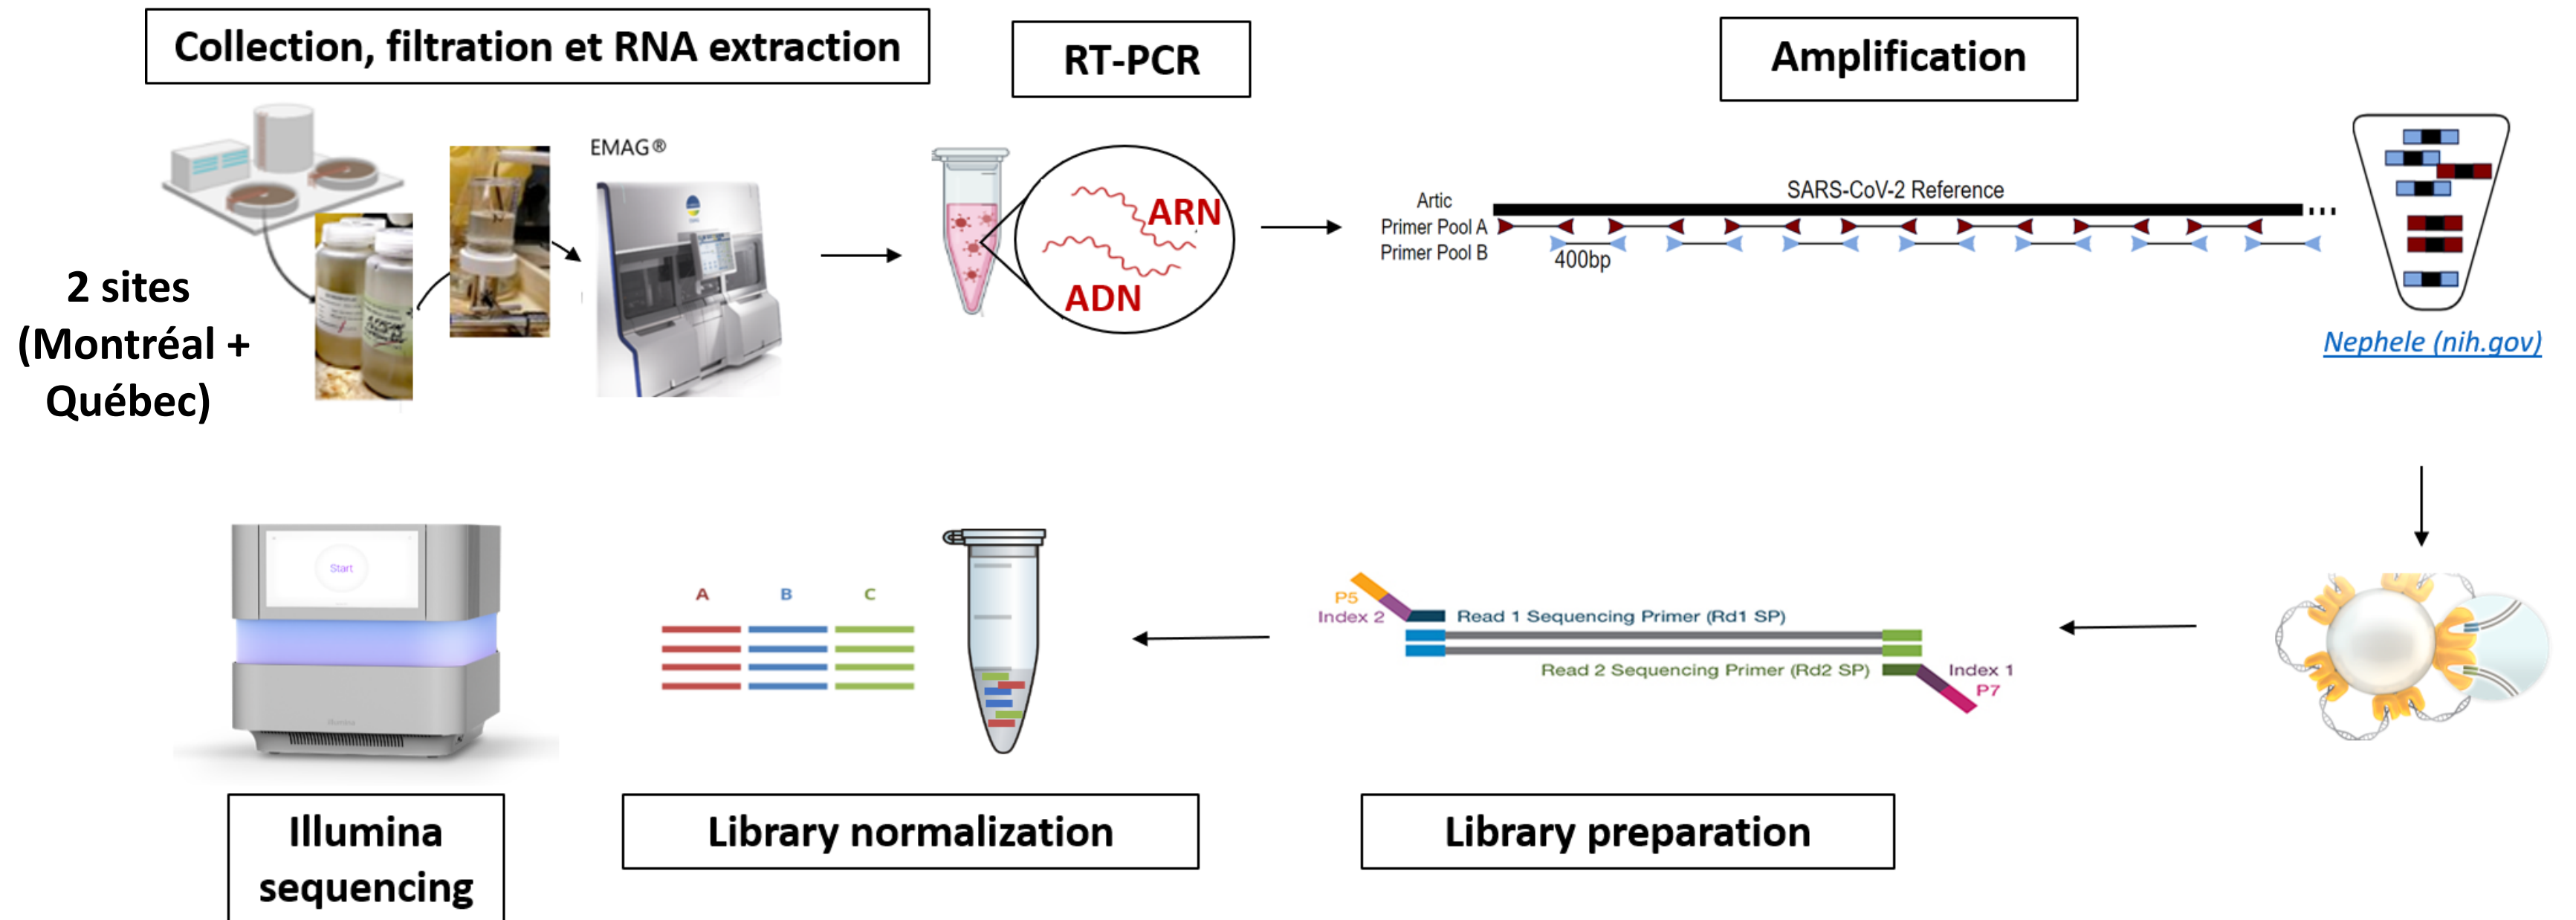 Collection, filtration et RNA extraction
RT-PCR
Amplification
EMAG®
2 sites
(Montréal +
Québec)
ARN
ADN
SARS-CoV-2 Reference
Artic
Primer Pool A
Primer Pool B
400bp
Nephele (nih.gov)
Start
illumina
A B C
P5
Index 2
Read 1 Sequencing Primer (Rd1 SP)
Read 2 Sequencing Primer (Rd2 SP)
Index 1
P7
Illumina
sequencing
Library normalization
Library preparation